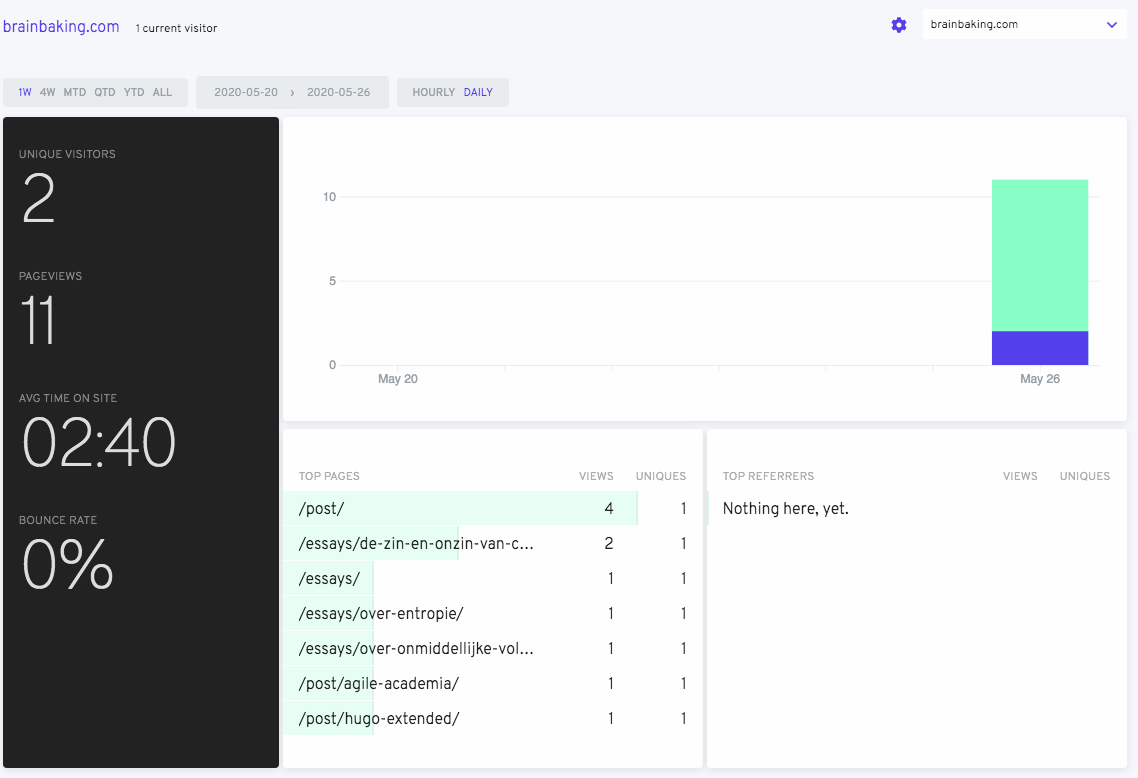 brainbaking.com 1 current visitor brainbaking.com
1W 4W MTD QTD YTD ALL 2020-05-20 › 2020-05-26 HOURLY DAILY
UNIQUE VISITORS
2
PAGEVIEWS
11
AVG TIME ON SITE
02:40
BOUNCE RATE
0%
10
5
0
May 20 May 26
TOP PAGES VIEWS UNIQUES
/post/ 4 1
/essays/de-zin-en-onzin-van-c... 2 1
/essays/ 1 1
/essays/over-entropie/ 1 1
/essays/over-onmiddellijke-vol... 1 1
/post/agile-academia/ 1 1
/post/hugo-extended/ 1 1
TOP REFERRERS VIEWS UNIQUES
Nothing here, yet.